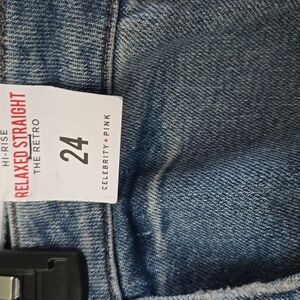 HI-RISE
RELAXED STRAIGHT
THE RETRO
24
CELEBRITY • PINK